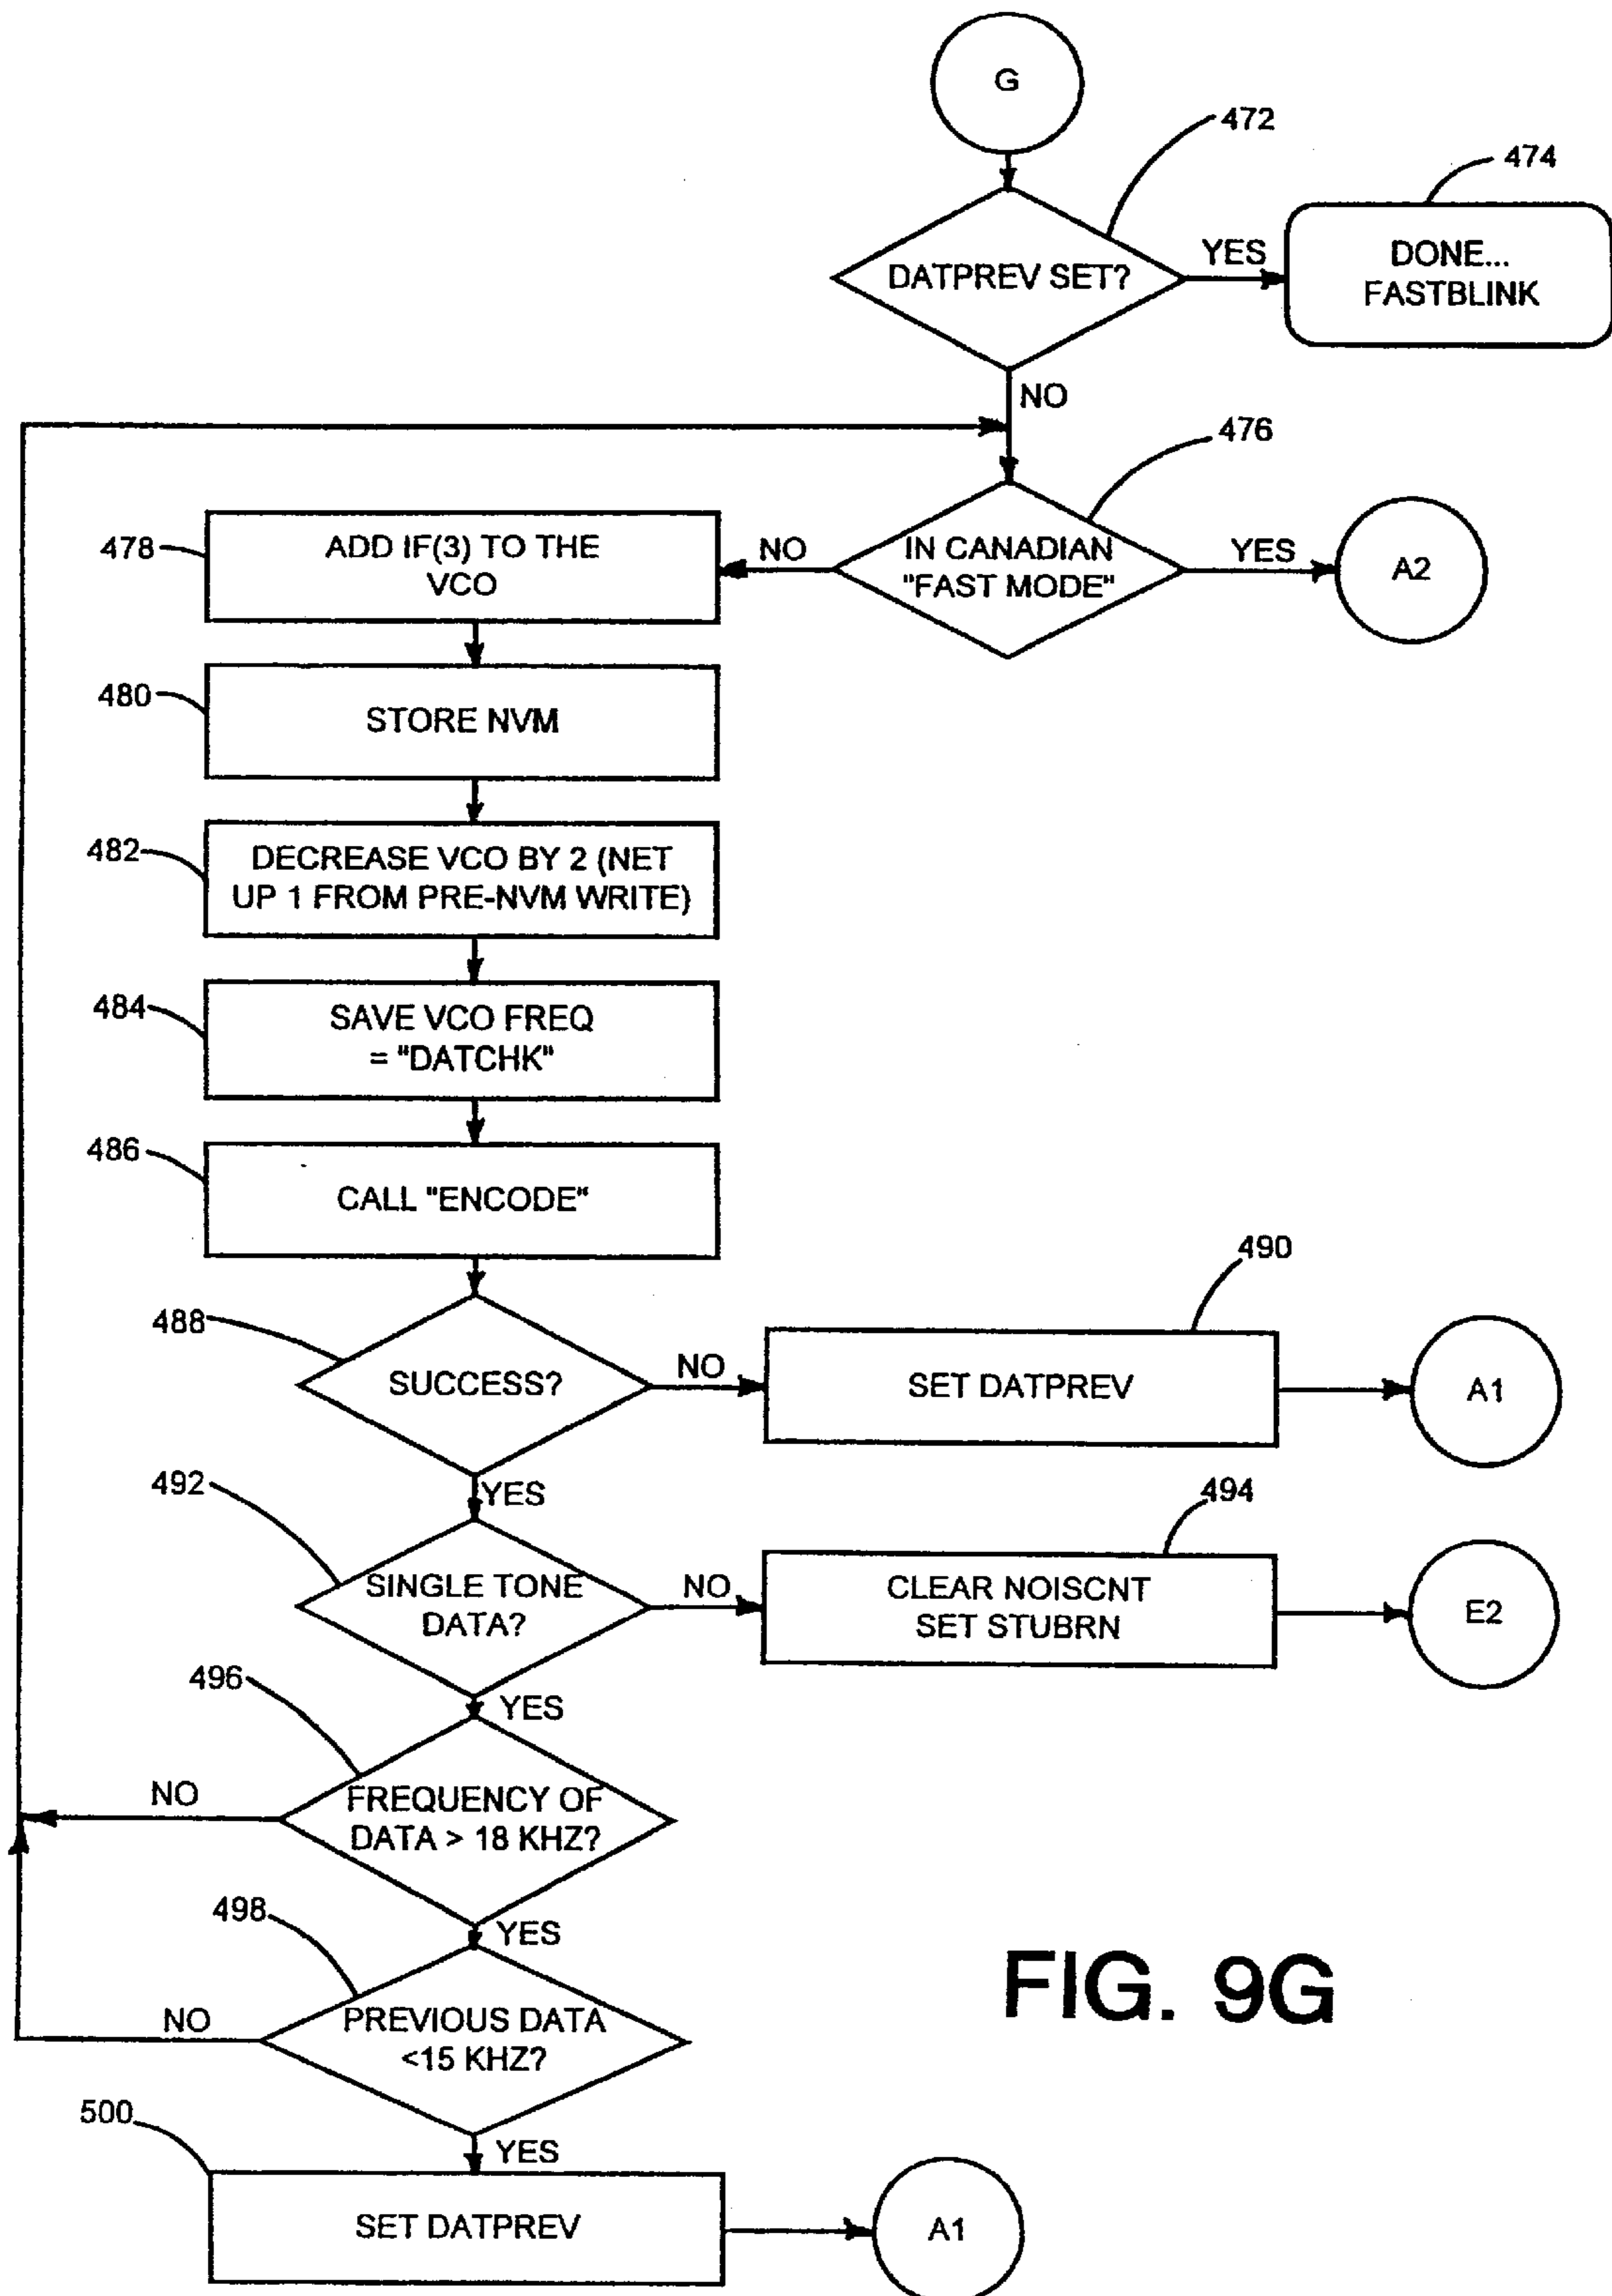 G
472
474
DATPREV SET?
YES
DONE...
FASTBLINK
NO
476
478
ADD IF(3) TO THE
VCO
NO
IN CANADIAN
"FAST MODE"
YES
A2
480
STORE NVM
482
DECREASE VCO BY 2 (NET
UP 1 FROM PRE-NVM WRITE)
484
SAVE VCO FREQ
= "DATCHK"
486
CALL "ENCODE"
488
SUCCESS?
NO
490
SET DATPREV
A1
YES
492
SINGLE TONE
DATA?
NO
494
CLEAR NOISCNT
SET STUBRN
E2
YES
496
FREQUENCY OF
DATA > 18 KHZ?
NO
YES
498
PREVIOUS DATA
<15 KHZ?
NO
FIG. 9G
YES
500
SET DATPREV
A1